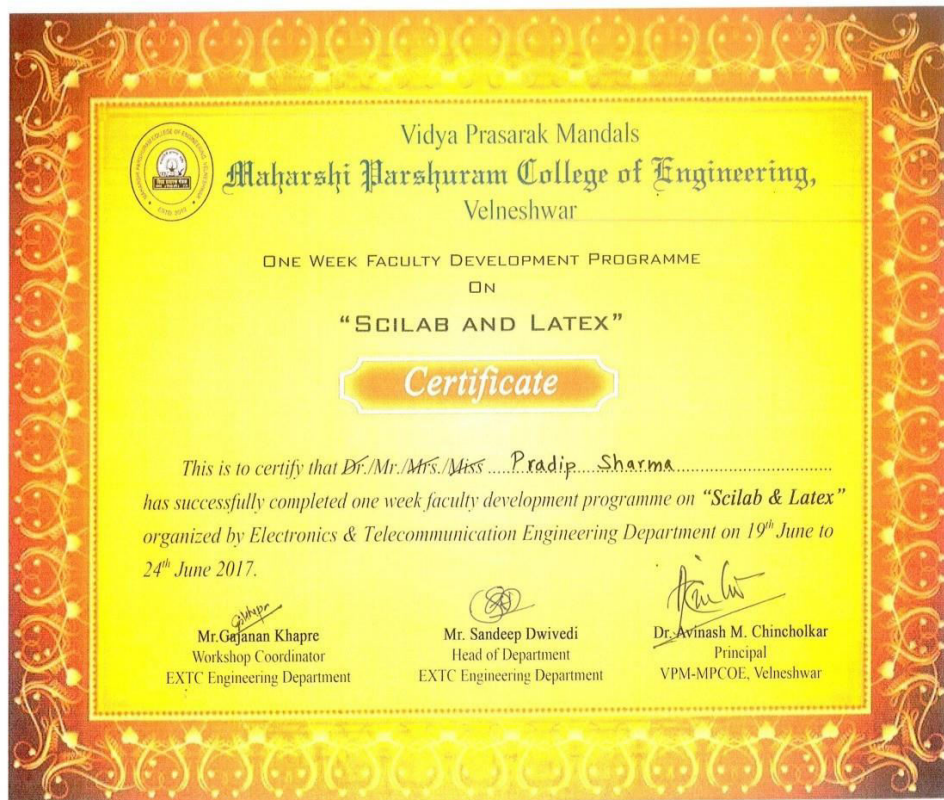 Vidya Prasarak Mandals
Maharshi Parshuram College of Engineering,
Velneshwar
ONE WEEK FACULTY DEVELOPMENT PROGRAMME
ON
“SCILAB AND LATEX”
Certificate
This is to certify that Dr./Mr./Mrs./Miss ..... Pradip Sharma .....
has successfully completed one week faculty development programme on “Scilab & Latex”
organized by Electronics & Telecommunication Engineering Department on 19th June to
24th June 2017.
Mr.Gajanan Khapre
Workshop Coordinator
EXTC Engineering Department
Mr. Sandeep Dwivedi
Head of Department
EXTC Engineering Department
Dr. Avinash M. Chincholkar
Principal
VPM-MPCOE, Velneshwar